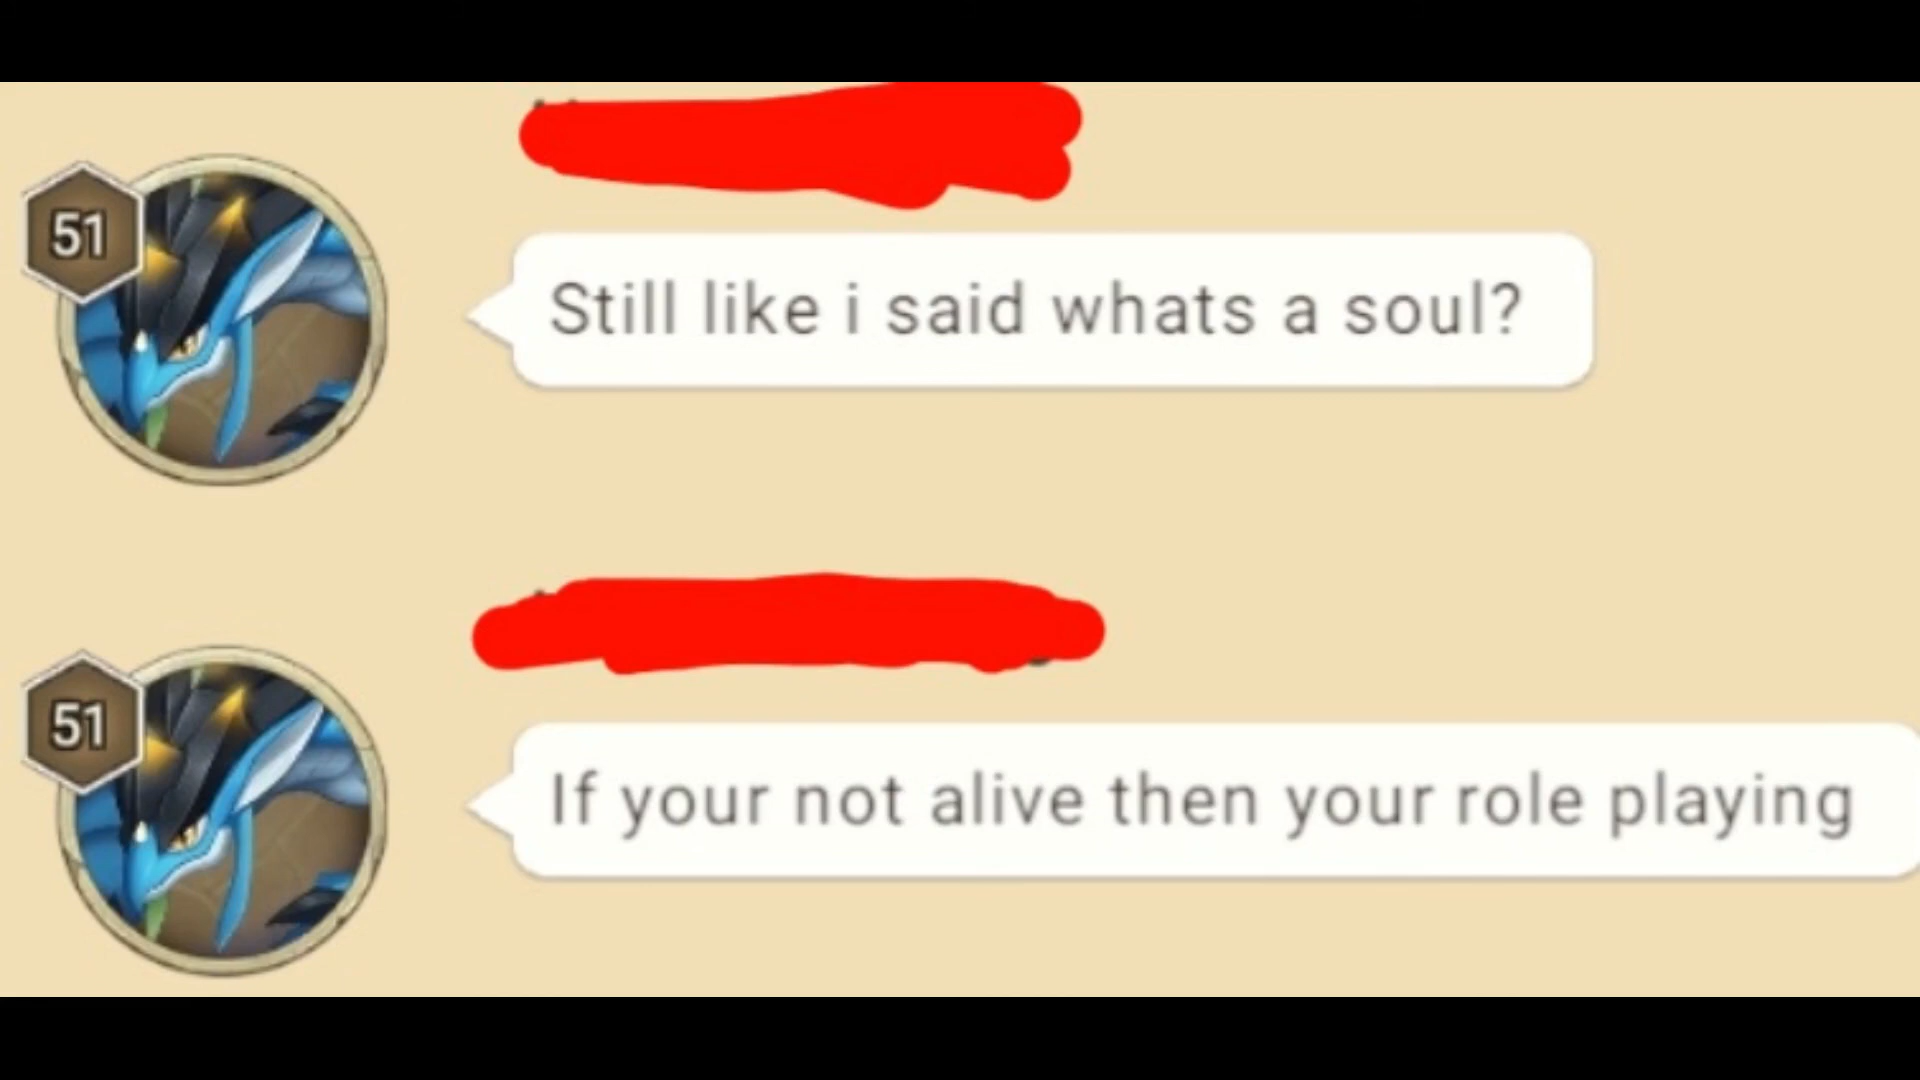 51
Still like i said whats a soul?
51
If your not alive then your role playing